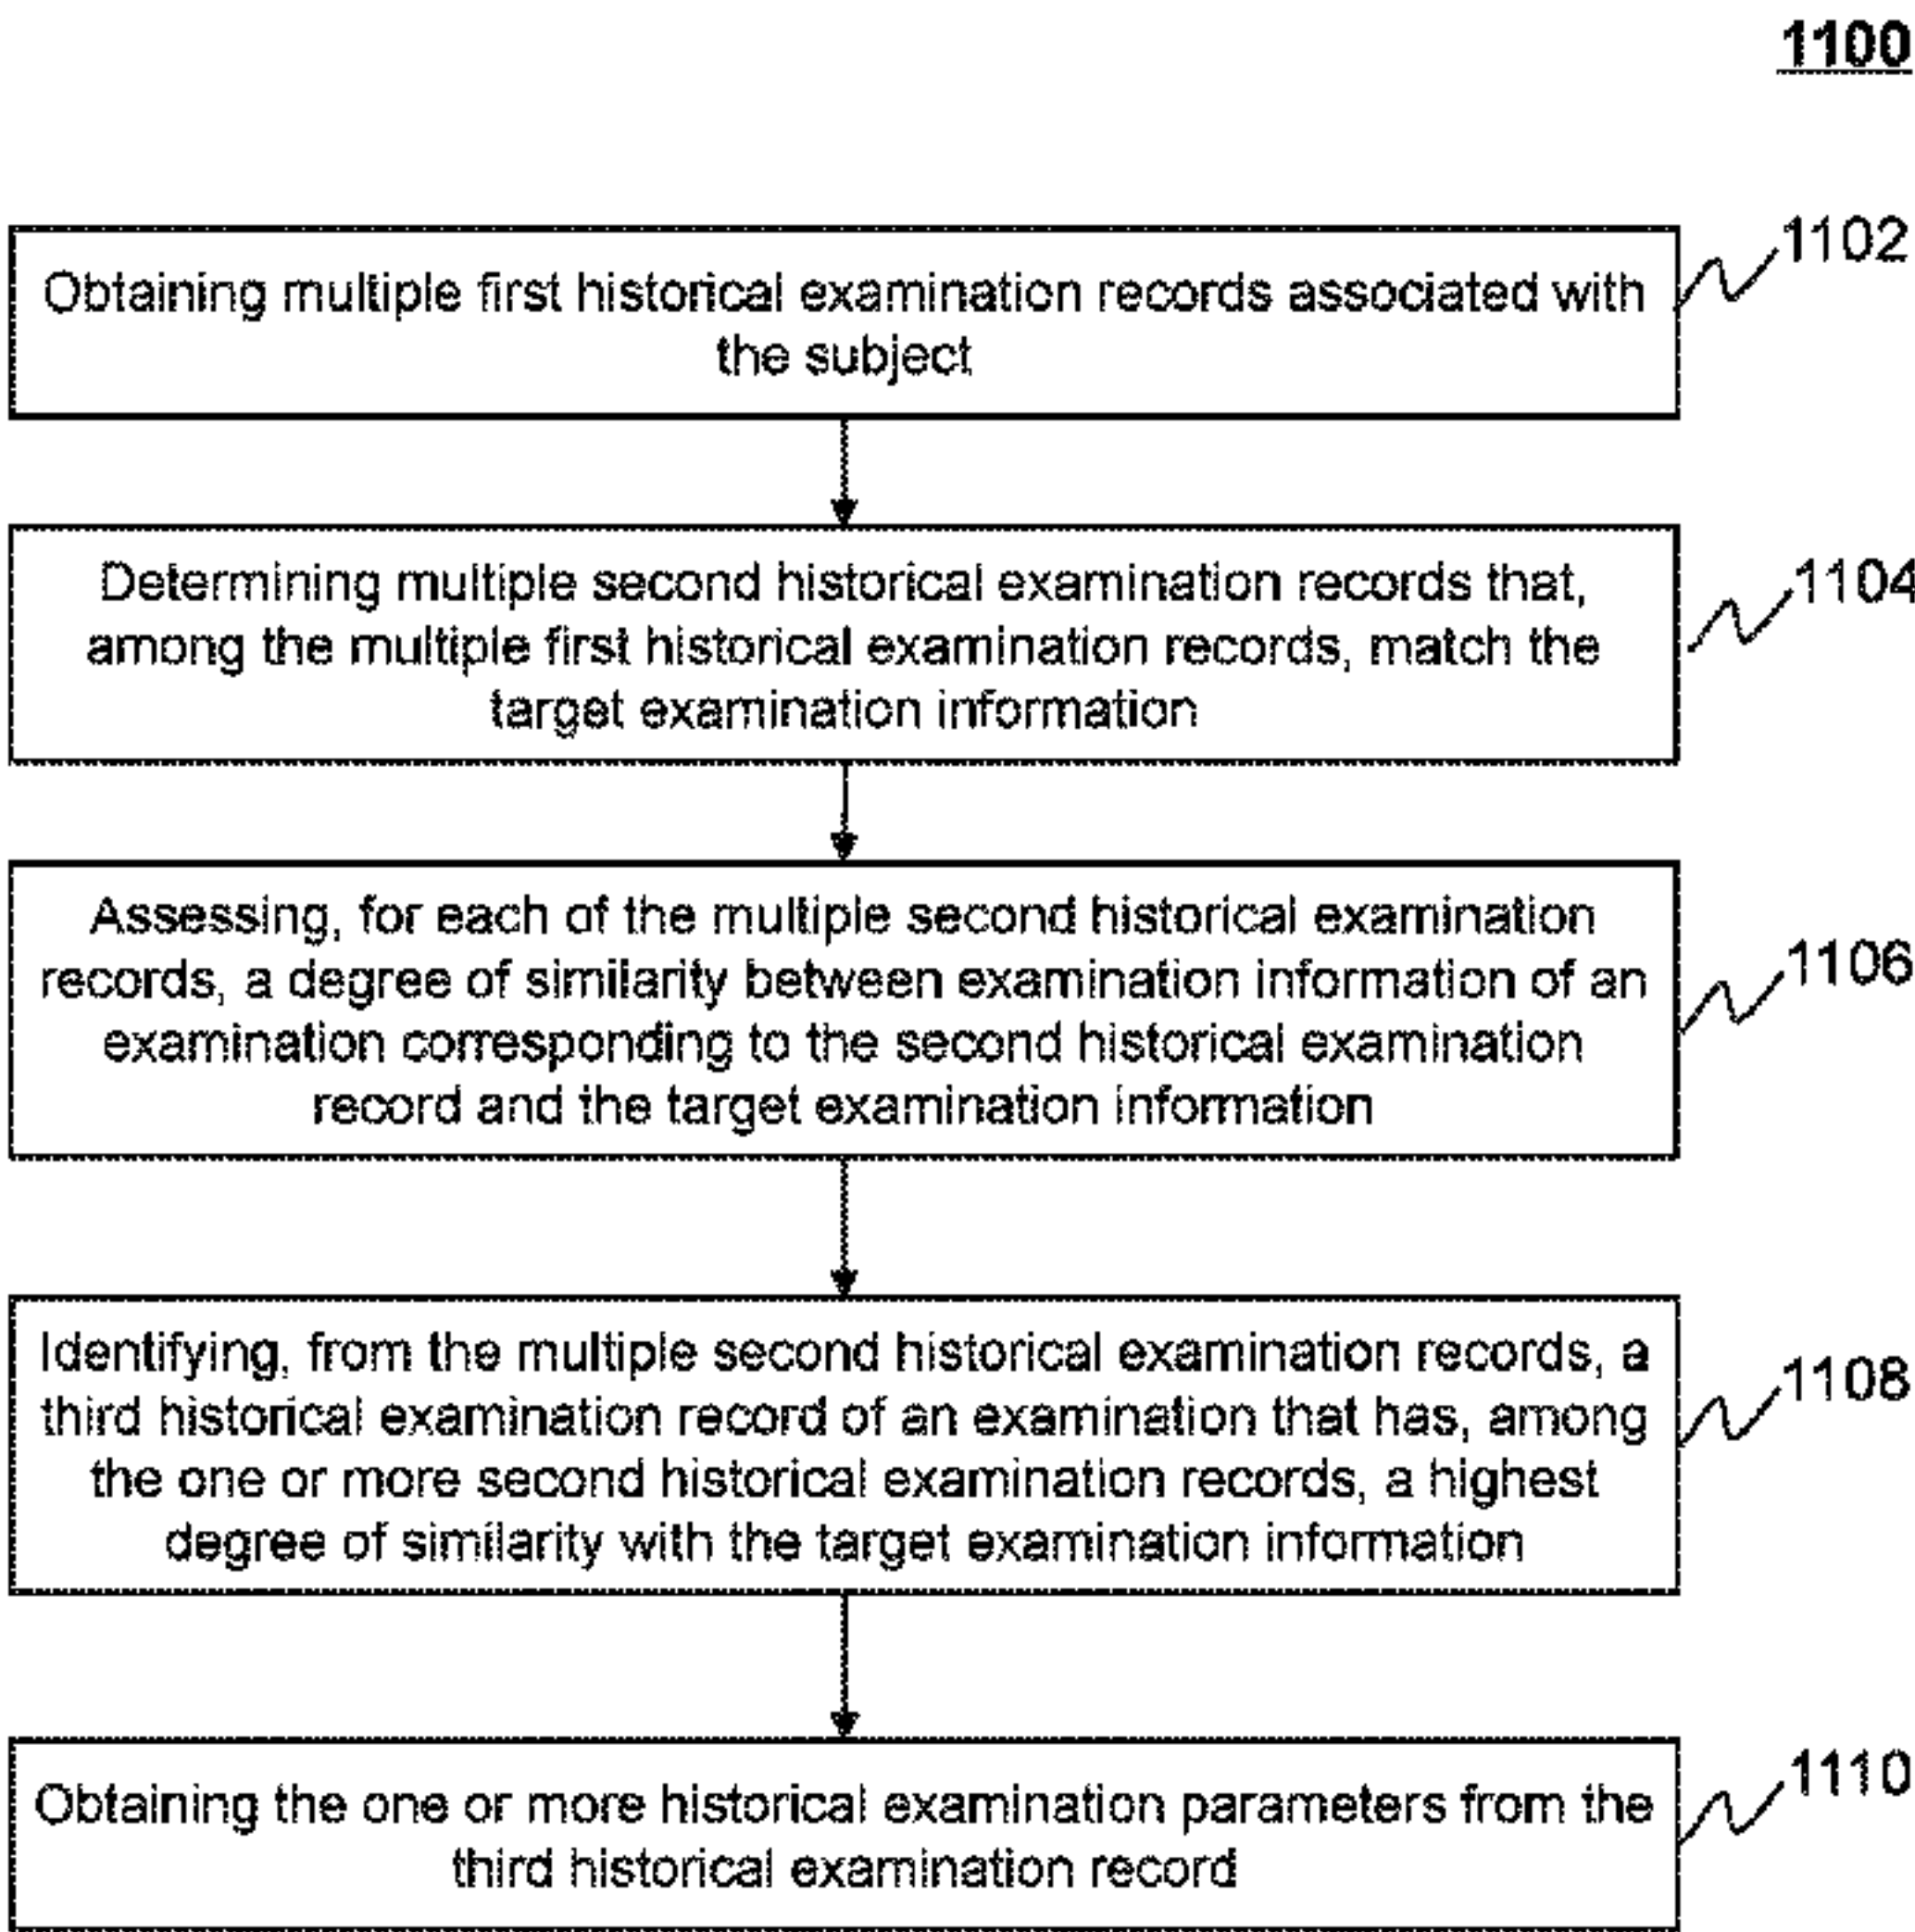 1100
1102
Obtaining multiple first historical examination records associated with
the subject
1104
Determining multiple second historical examination records that,
among the multiple first historical examination records, match the
target examination information
1106
Assessing, for each of the multiple second historical examination
records, a degree of similarity between examination information of an
examination corresponding to the second historical examination
record and the target examination information
1108
Identifying, from the multiple second historical examination records, a
third historical examination record of an examination that has, among
the one or more second historical examination records, a highest
degree of similarity with the target examination information
1110
Obtaining the one or more historical examination parameters from the
third historical examination record